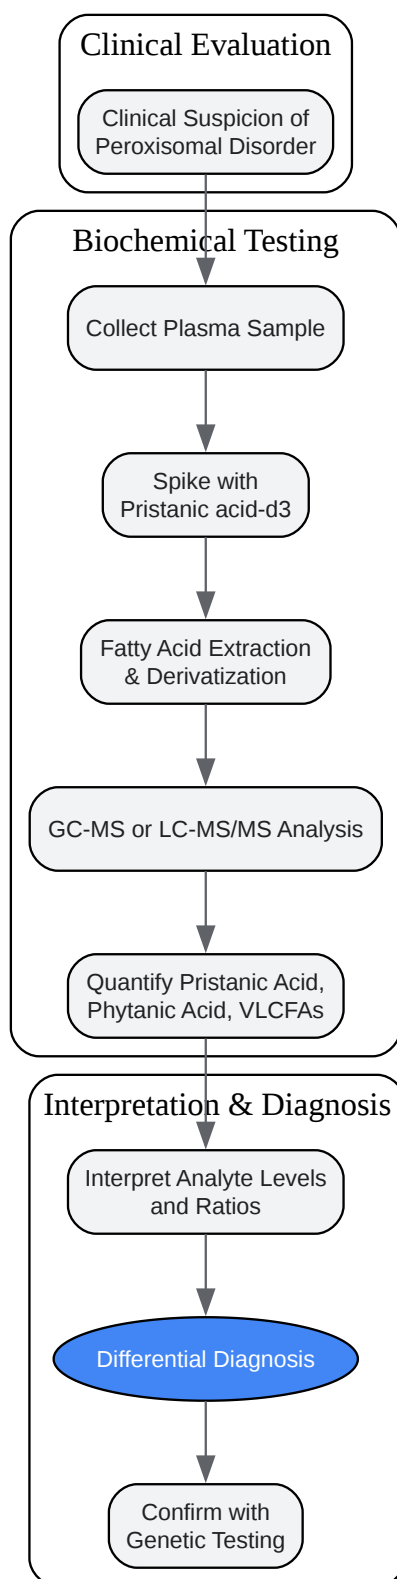 Clinical Evaluation
Clinical Suspicion of
Peroxisomal Disorder
Biochemical Testing
Collect Plasma Sample
Spike with
Pristanic acid-d3
Fatty Acid Extraction
& Derivatization
GC-MS or LC-MS/MS Analysis
Quantify Pristanic Acid,
Phytanic Acid, VLCFAs
Interpretation & Diagnosis
Interpret Analyte Levels
and Ratios
Differential Diagnosis
Confirm with
Genetic Testing